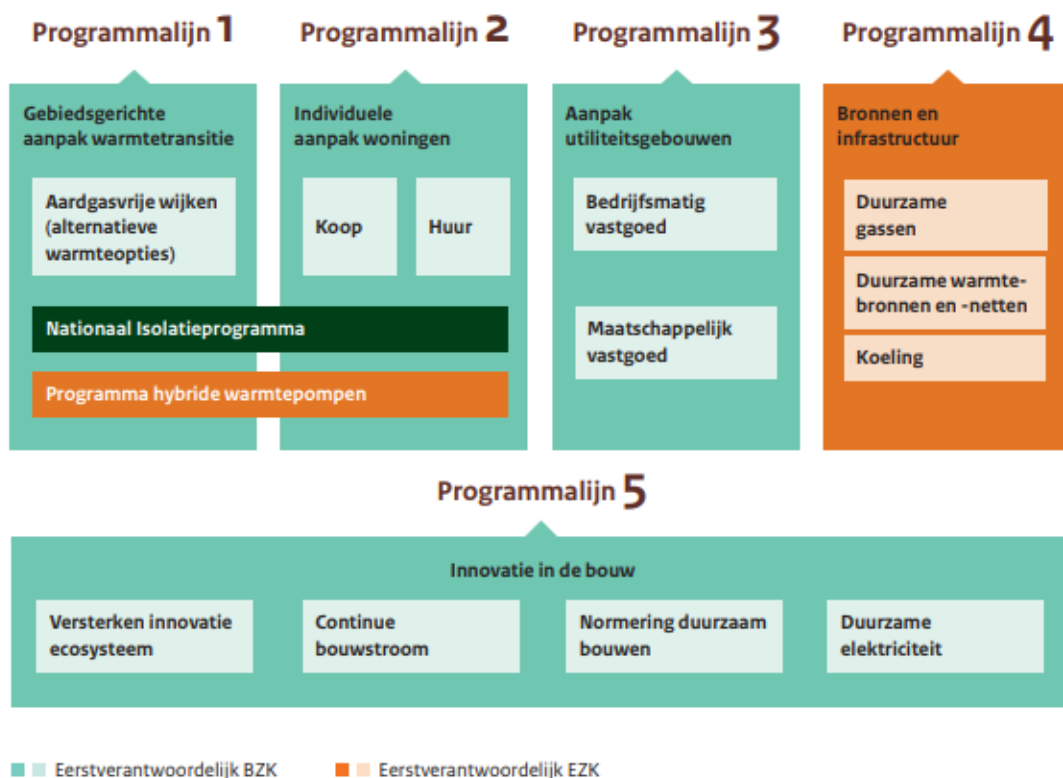 Programmalijn 1
Programmalijn 2
Programmalijn 3
Programmalijn 4
Gebiedsgerichte
aanpak warmtetransitie
Aardgasvrije wijken
(alternatieve
warmteopties)
Individuele
aanpak woningen
Koop
Huur
Nationaal Isolatieprogramma
Programma hybride warmtepompen
Aanpak
utiliteitsgebouwen
Bedrijfsmatig
vastgoed
Maatschappelijk
vastgoed
Bronnen en
infrastructuur
Duurzame
gassen
Duurzame warmte-
bronnen en -netten
Koeling
Programmalijn 5
Innovatie in de bouw
Versterken innovatie
ecosysteem
Continue
bouwstroom
Normering duurzaam
bouwen
Duurzame
elektriciteit
Eerstverantwoordelijk BZK
Eerstverantwoordelijk EZK